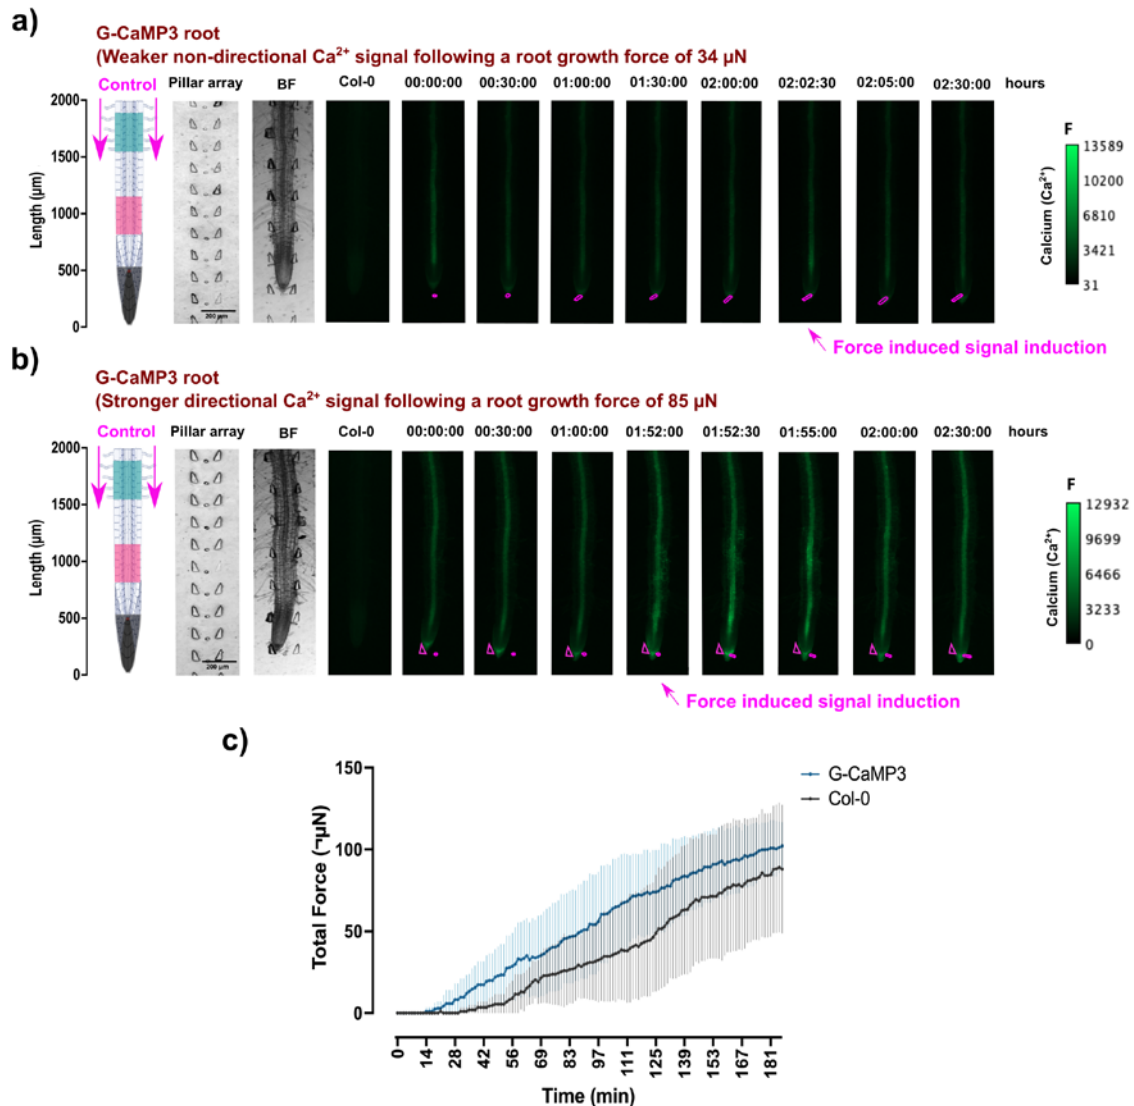 a)
G-CaMP3 root
(Weaker non-directional Ca²⁺ signal following a root growth force of 34 µN
Control Pillar array BF Col-0 00:00:00 00:30:00 01:00:00 01:30:00 02:00:00 02:02:30 02:05:00 02:30:00 hours
Length (µm)
2000
1500
1000
500
0
200 µm
F
Calcium (Ca²⁺)
13589
10200
6810
3421
31
Force induced signal induction
b)
G-CaMP3 root
(Stronger directional Ca²⁺ signal following a root growth force of 85 µN
Control Pillar array BF Col-0 00:00:00 00:30:00 01:00:00 01:52:00 01:52:30 01:55:00 02:00:00 02:30:00 hours
Length (µm)
2000
1500
1000
500
0
200 µm
F
Calcium (Ca²⁺)
12932
9699
6466
3233
0
Force induced signal induction
c)
Total Force (¬µN)
150
100
50
0
G-CaMP3
Col-0
0 14 28 42 56 69 83 97 111 125 139 153 167 181
Time (min)